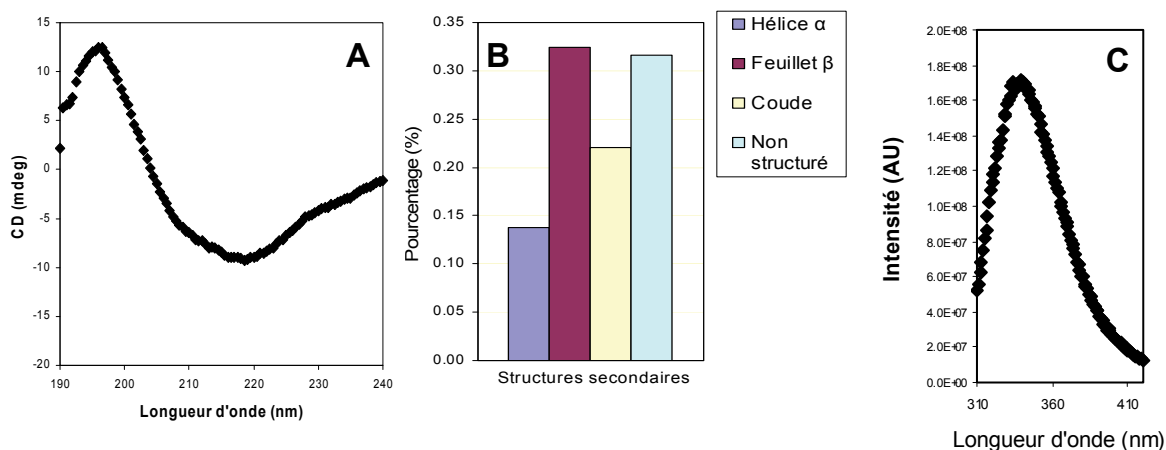 A
15
10
5
0
-5
-10
-15
-20
CD (mdeg)
190 200 210 220 230 240
Longueur d'onde (nm)
B
0.35
0.30
0.25
0.20
0.15
0.10
0.05
0.00
Pourcentage (%)
Structures secondaires
Hélice α
Feuillet β
Coude
Non
structuré
C
2.0E+08
1.8E+08
1.6E+08
1.4E+08
1.2E+08
1.0E+08
8.0E+07
6.0E+07
4.0E+07
2.0E+07
0.0E+00
Intensité (AU)
310 360 410
Longueur d'onde (nm)